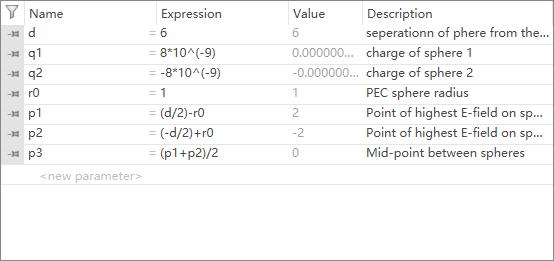 Name Expression Value Description
d = 6 6 seperationn of phere from the...
q1 = 8*10^(-9) 0.000000... charge of sphere 1
q2 = -8*10^(-9) -0.000000... charge of sphere 2
r0 = 1 1 PEC sphere radius
p1 = (d/2)-r0 2 Point of highest E-field on sp...
p2 = (-d/2)+r0 -2 Point of highest E-field on sp...
p3 = (p1+p2)/2 0 Mid-point between spheres
<new parameter>